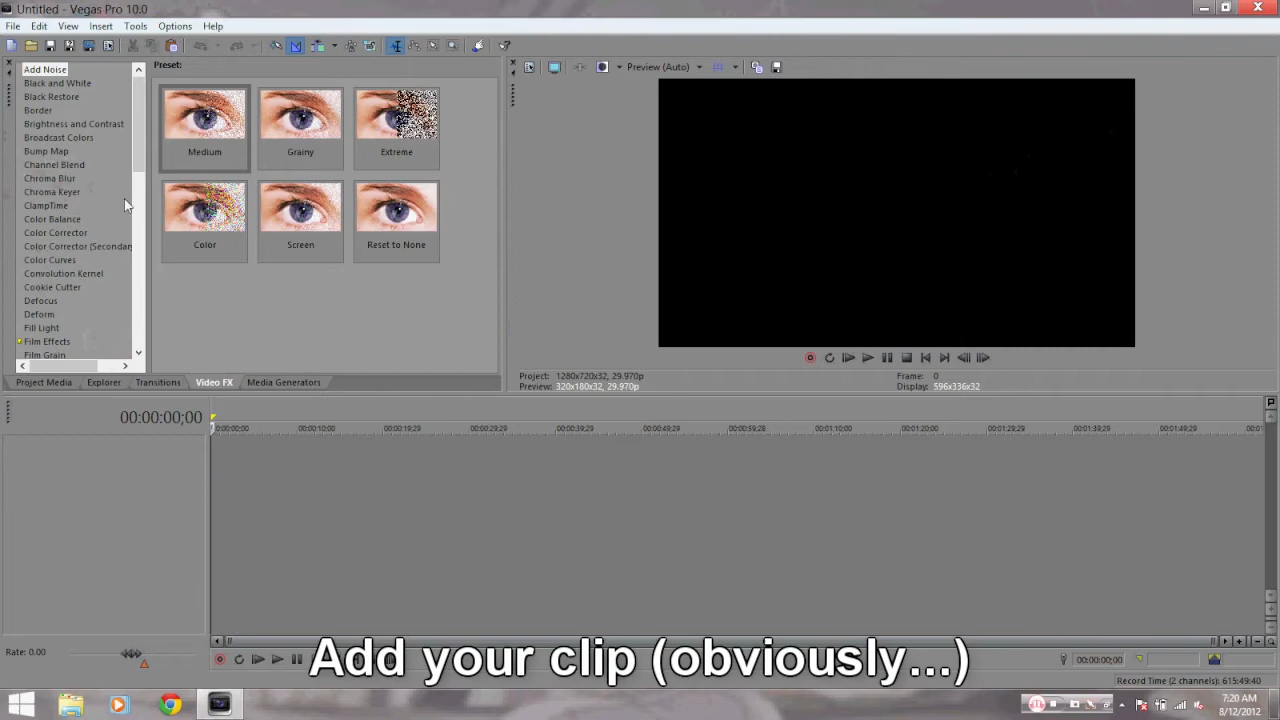 Untitled - Vegas Pro 10.0
File Edit View Insert Tools Options Help
Add Noise
Black and White
Black Restore
Border
Brightness and Contrast
Broadcast Colors
Bump Map
Channel Blend
Chroma Blur
Chroma Keyer
ClampTime
Color Balance
Color Corrector
Color Corrector (Secondary
Color Curves
Convolution Kernel
Cookie Cutter
Defocus
Deform
Fill Light
Film Effects
Film Grain
Preset:
Medium Grainy Extreme
Color Screen Reset to None
Project Media Explorer Transitions Video FX Media Generators
Preview (Auto)
Project: 1280x720x32, 29.970p Frame: 0
Preview: 320x180x32, 29.970p Display: 596x336x32
00:00:00;00
0:00:00;00 00:00:10;00 00:00:19;29 00:00:29;29 00:00:39;29 00:00:49;29 00:00:59;28 00:01:10;00 00:01:20;00 00:01:29;29 00:01:39;29 00:01:49;29
Rate: 0.00
Add your clip (obviously...)
00:00:00;00
Record Time (2 channels): 615:49:40
7:20 AM
8/12/2012